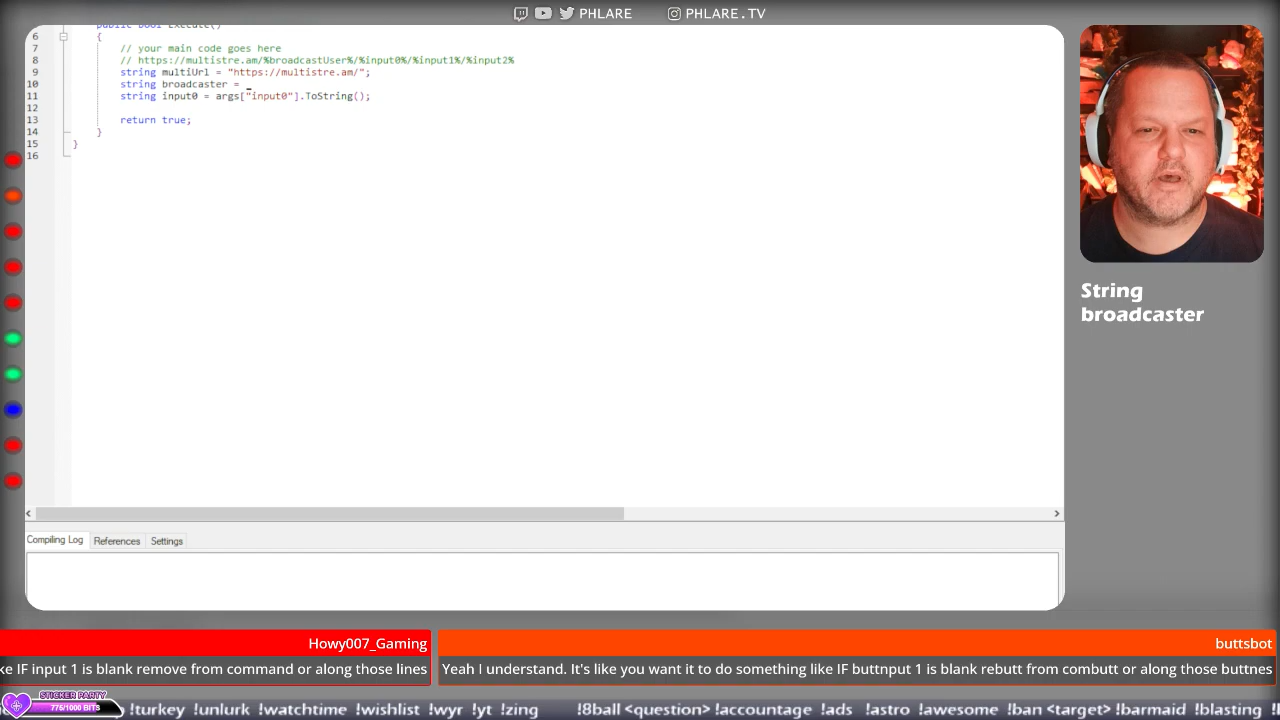 PHLARE
PHLARE.TV
public bool Execute()
6
{
7
// your main code goes here
8
// https://multistre.am/%broadcastUser%/%input0%/%input1%/%input2%
9
string multiUrl = "https://multistre.am/";
10
string broadcaster = _
11
string input0 = args["input0"].ToString();
12
13
return true;
14
}
15
}
16
String
broadcaster
Compiling Log
References
Settings
Howy007_Gaming
ke IF input 1 is blank remove from command or along those lines
buttsbot
Yeah I understand. It's like you want it to do something like IF buttnput 1 is blank rebutt from combutt or along those buttnes
STICKER PARTY
775/1000 BITS
!turkey !unlurk !watchtime !wishlist !wyr !yt !zing !8ball <question> !accountage !ads !astro !awesome !ban <target> !barmaid !blasting